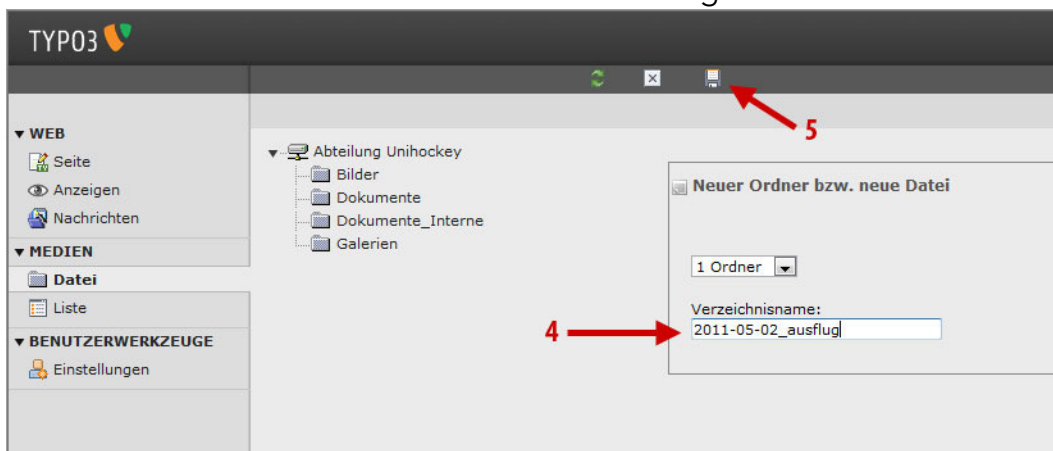 TYPO3
5
WEB
Seite
Anzeigen
Nachrichten
MEDIEN
Datei
Liste
BENUTZERWERKZEUGE
Einstellungen
Abteilung Unihockey
Bilder
Dokumente
Dokumente_Interne
Galerien
Neuer Ordner bzw. neue Datei
1 Ordner
Verzeichnisname:
4
2011-05-02_ausflug